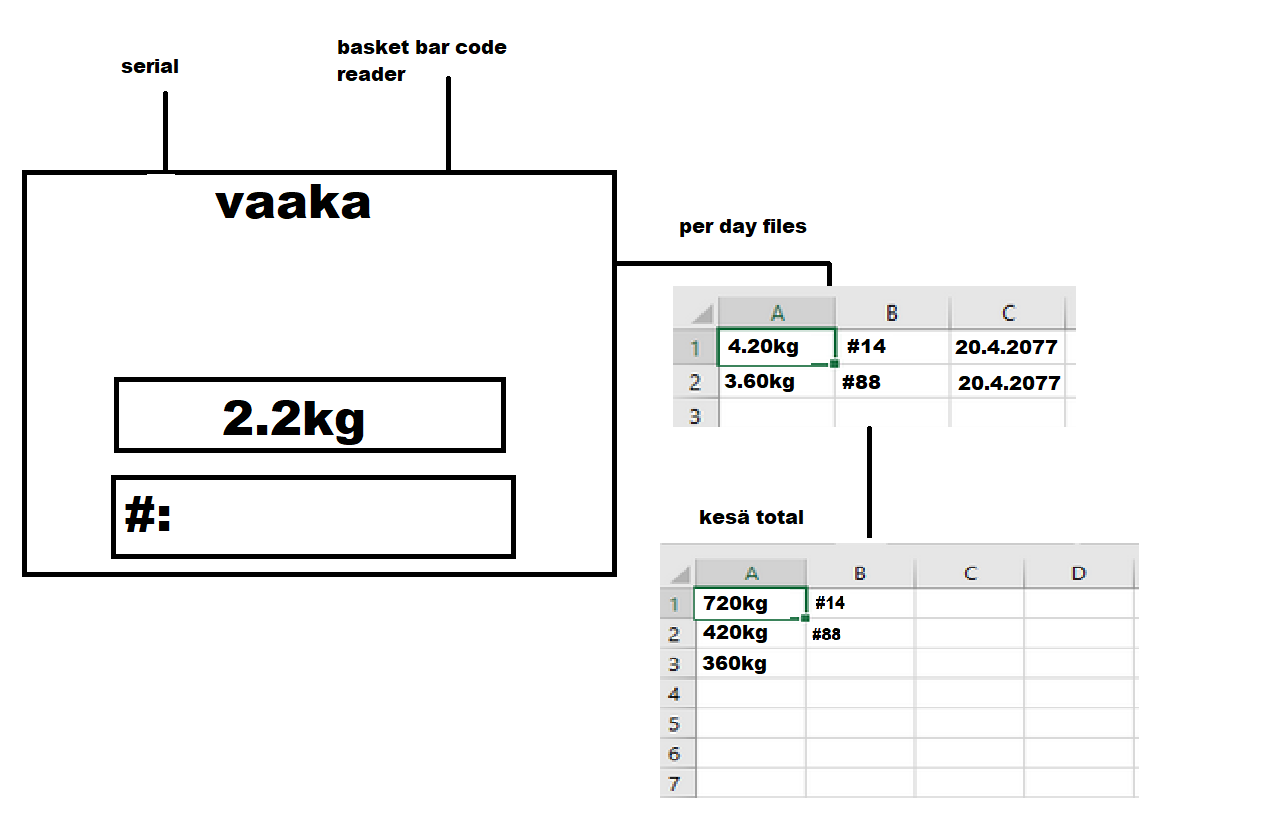 basket bar code
reader
serial
vaaka
2.2kg
#:
per day files
A B C
1 4.20kg #14 20.4.2077
2 3.60kg #88 20.4.2077
3
kesä total
A B C D
1 720kg #14
2 420kg #88
3 360kg
4
5
6
7